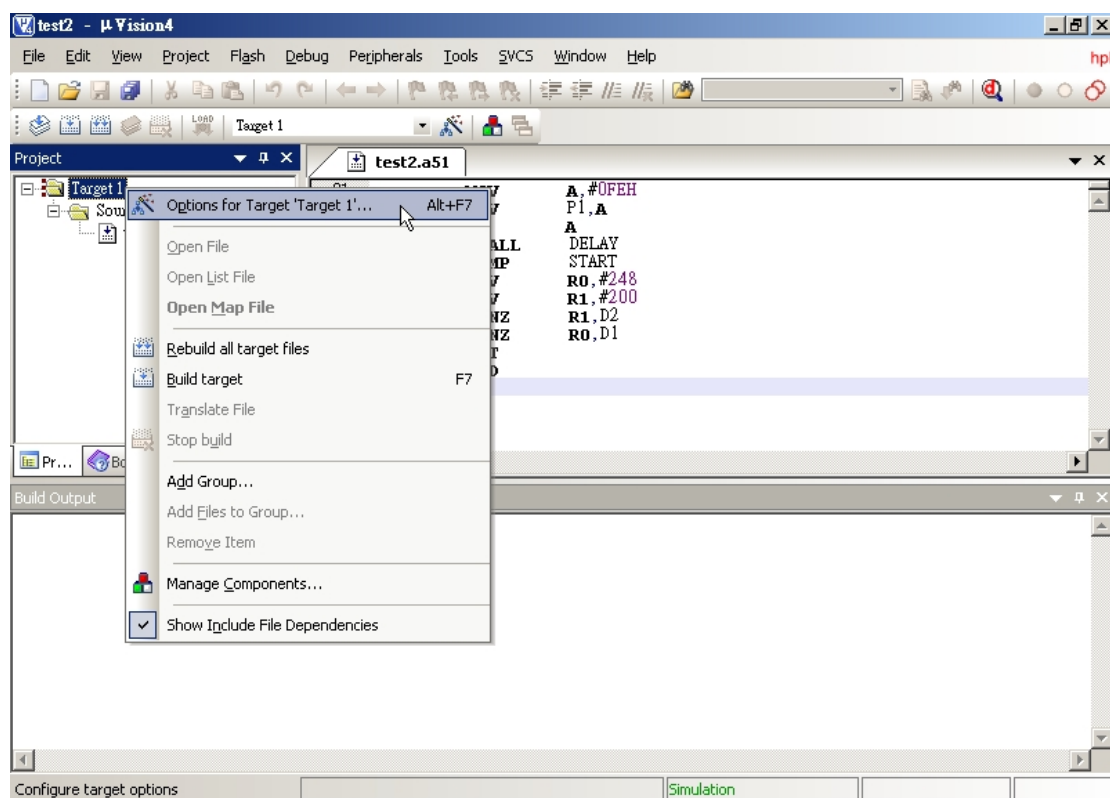 test2 - µVision4
File Edit View Project Flash Debug Peripherals Tools SVCS Window Help
LOAD Target 1
Project
test2.a51
Target 1
A,#0FEH
Options for Target 'Target 1'... Alt+F7
P1,A
A
Open File
ALL DELAY
START
Open List File
R0,#248
R1,#200
Open Map File
R1,D2
NZ R0,D1
Rebuild all target files
Build target F7
Translate File
Stop build
Pr...
Add Group...
Build Output
Add Files to Group...
Remove Item
Manage Components...
Show Include File Dependencies
Configure target options Simulation